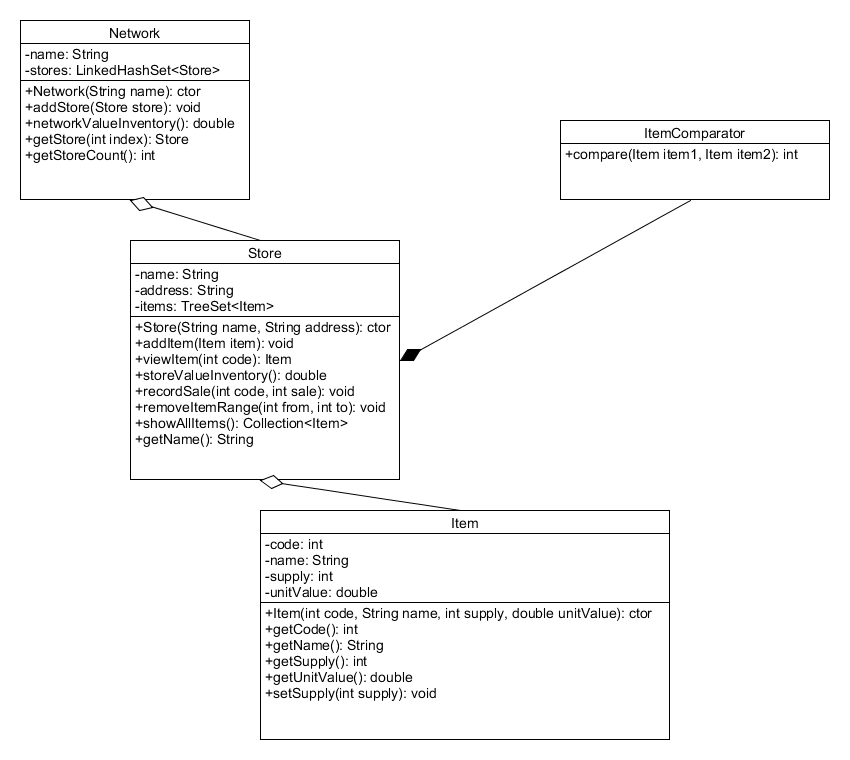 Network
-name: String
-stores: LinkedHashSet<Store>
+Network(String name): ctor
+addStore(Store store): void
+networkValueInventory(): double
+getStore(int index): Store
+getStoreCount(): int
ItemComparator
+compare(Item item1, Item item2): int
Store
-name: String
-address: String
-items: TreeSet<Item>
+Store(String name, String address): ctor
+addItem(Item item): void
+viewItem(int code): Item
+storeValueInventory(): double
+recordSale(int code, int sale): void
+removeItemRange(int from, int to): void
+showAllItems(): Collection<Item>
+getName(): String
Item
-code: int
-name: String
-supply: int
-unitValue: double
+Item(int code, String name, int supply, double unitValue): ctor
+getCode(): int
+getName(): String
+getSupply(): int
+getUnitValue(): double
+setSupply(int supply): void